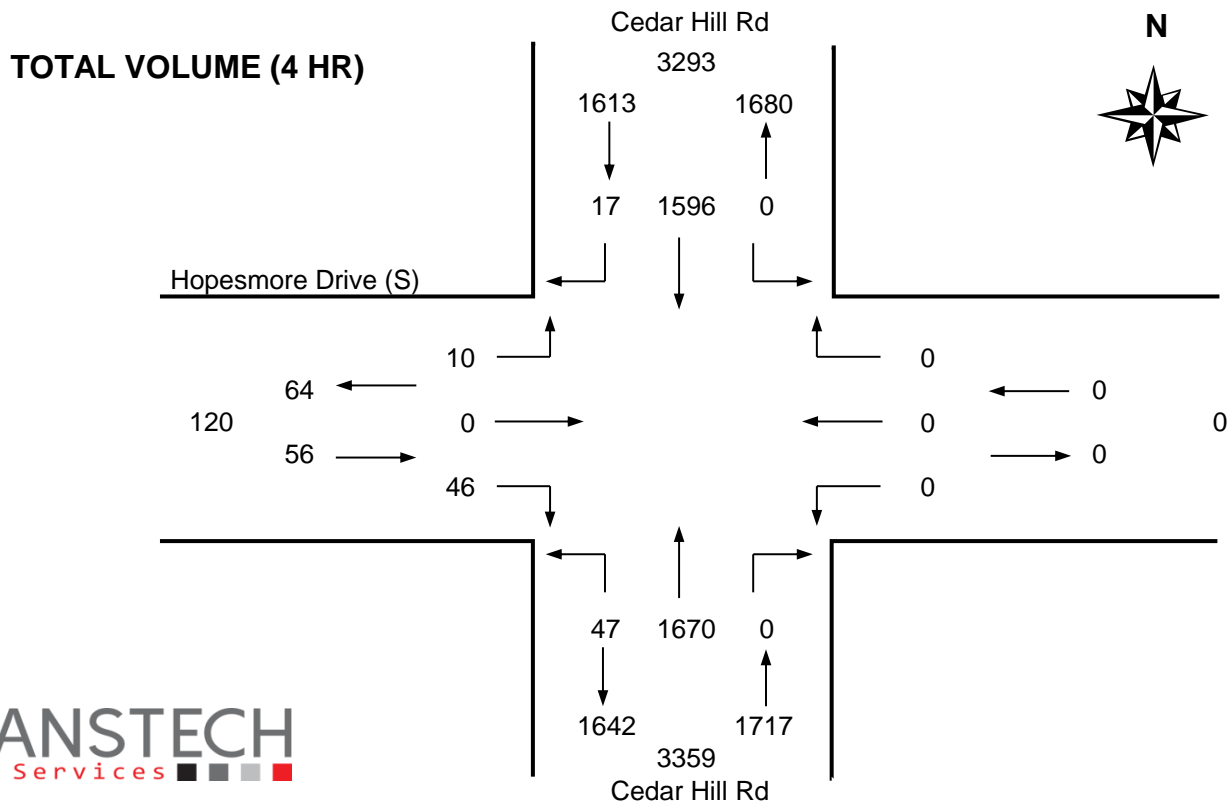 Cedar Hill Rd
N
TOTAL VOLUME (4 HR)
3293
1613 1680
17 1596 0
Hopesmore Drive (S)
10 0
64 0
120 0 0 0
56 0
46 0
47 1670 0
1642 1717
3359
Cedar Hill Rd
ANSTECH
Services